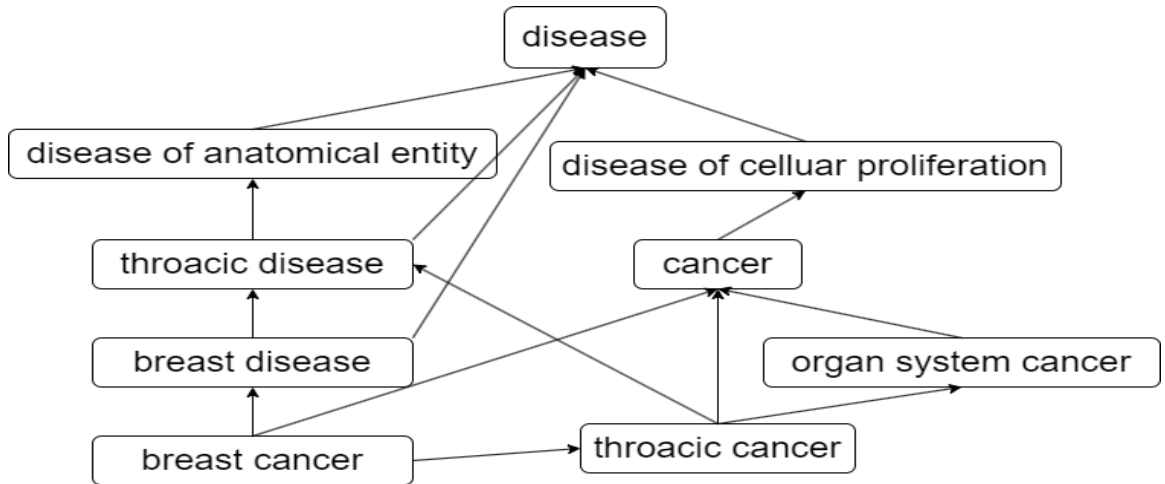 disease
disease of anatomical entity
disease of celluar proliferation
throacic disease
cancer
breast disease
organ system cancer
breast cancer
throacic cancer